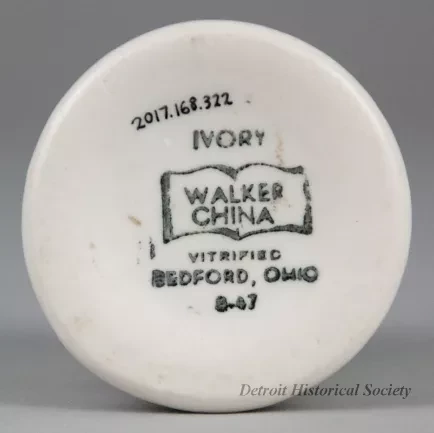 2017.168.322
IVORY
WALKER
CHINA
VITRIFIED
BEDFORD, OHIO
8-47
Detroit Historical Society